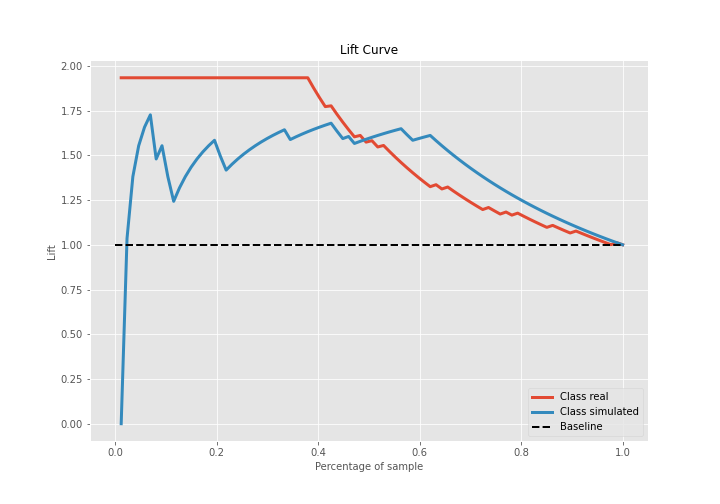 Lift Curve
2.00
1.75
1.50
1.25
1.00
0.75
0.50
0.25
0.00
Lift
0.0 0.2 0.4 0.6 0.8 1.0
Percentage of sample
Class real
Class simulated
Baseline